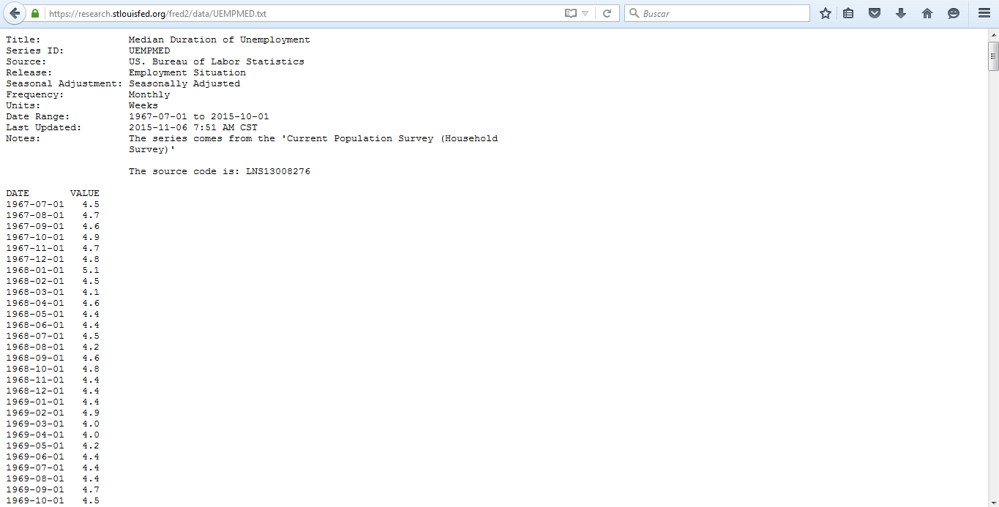 https://research.stlouisfed.org/fred2/data/UEMPMED.txt
Buscar
Title: Median Duration of Unemployment
Series ID: UEMPMED
Source: US. Bureau of Labor Statistics
Release: Employment Situation
Seasonal Adjustment: Seasonally Adjusted
Frequency: Monthly
Units: Weeks
Date Range: 1967-07-01 to 2015-10-01
Last Updated: 2015-11-06 7:51 AM CST
Notes: The series comes from the 'Current Population Survey (Household
Survey)'
The source code is: LNS13008276
DATE VALUE
1967-07-01 4.5
1967-08-01 4.7
1967-09-01 4.6
1967-10-01 4.9
1967-11-01 4.7
1967-12-01 4.8
1968-01-01 5.1
1968-02-01 4.5
1968-03-01 4.1
1968-04-01 4.6
1968-05-01 4.4
1968-06-01 4.4
1968-07-01 4.5
1968-08-01 4.2
1968-09-01 4.6
1968-10-01 4.8
1968-11-01 4.4
1968-12-01 4.4
1969-01-01 4.4
1969-02-01 4.9
1969-03-01 4.0
1969-04-01 4.0
1969-05-01 4.2
1969-06-01 4.4
1969-07-01 4.4
1969-08-01 4.4
1969-09-01 4.7
1969-10-01 4.5